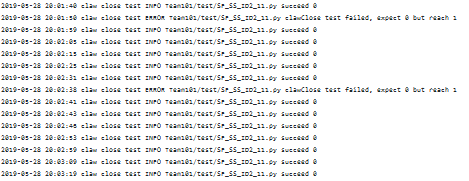 2019-05-28 20:01:40 claw close test INFO Team101/test/SP_SS_ID2_11.py succeed 0
2019-05-28 20:01:50 claw close test ERROR Team101/test/SP_SS_ID2_11.py clawClose test failed, expect 0 but reach 1
2019-05-28 20:01:59 claw close test INFO Team101/test/SP_SS_ID2_11.py succeed 0
2019-05-28 20:02:05 claw close test INFO Team101/test/SP_SS_ID2_11.py succeed 0
2019-05-28 20:02:15 claw close test INFO Team101/test/SP_SS_ID2_11.py succeed 0
2019-05-28 20:02:25 claw close test INFO Team101/test/SP_SS_ID2_11.py succeed 0
2019-05-28 20:02:31 claw close test INFO Team101/test/SP_SS_ID2_11.py succeed 0
2019-05-28 20:02:38 claw close test ERROR Team101/test/SP_SS_ID2_11.py clawClose test failed, expect 0 but reach 1
2019-05-28 20:02:41 claw close test INFO Team101/test/SP_SS_ID2_11.py succeed 0
2019-05-28 20:02:43 claw close test INFO Team101/test/SP_SS_ID2_11.py succeed 0
2019-05-28 20:02:46 claw close test INFO Team101/test/SP_SS_ID2_11.py succeed 0
2019-05-28 20:02:53 claw close test INFO Team101/test/SP_SS_ID2_11.py succeed 0
2019-05-28 20:02:59 claw close test INFO Team101/test/SP_SS_ID2_11.py succeed 0
2019-05-28 20:03:09 claw close test INFO Team101/test/SP_SS_ID2_11.py succeed 0
2019-05-28 20:03:19 claw close test INFO Team101/test/SP_SS_ID2_11.py succeed 0